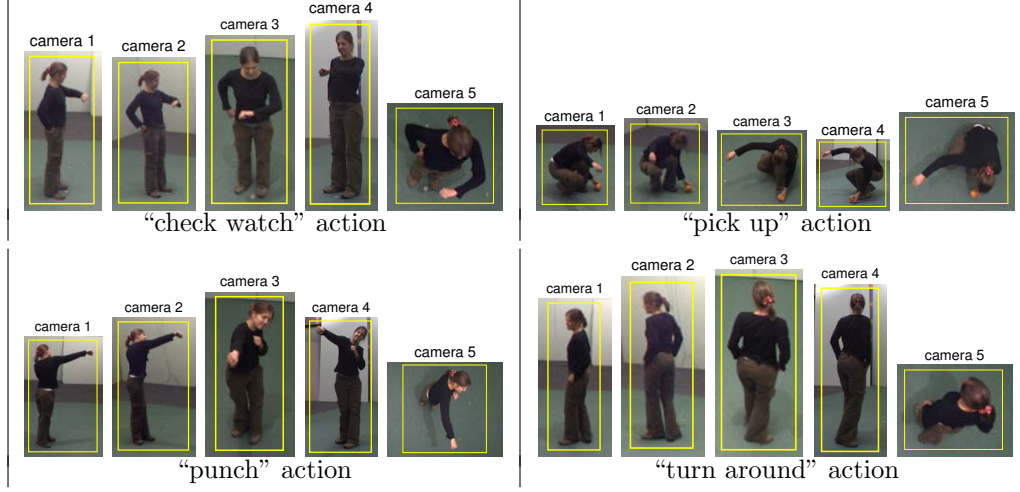 camera 1
camera 2
camera 3
camera 4
camera 5
“check watch” action
camera 1
camera 2
camera 3
camera 4
camera 5
“pick up” action
camera 1
camera 2
camera 3
camera 4
camera 5
“punch” action
camera 1
camera 2
camera 3
camera 4
camera 5
“turn around” action